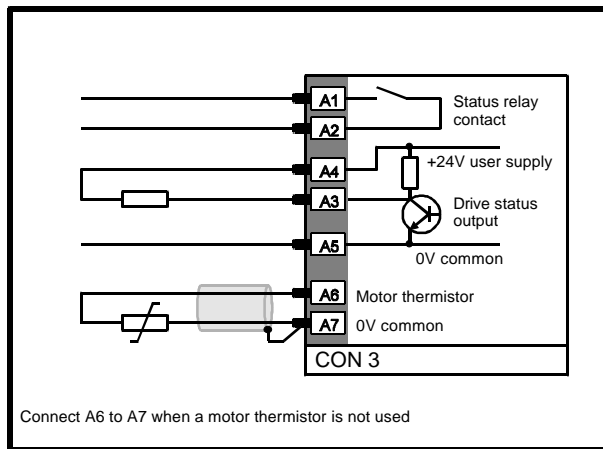 A1
Status relay
contact
A2
A4
+24V user supply
A3
Drive status
output
A5
0V common
A6
Motor thermistor
A7
0V common
CON 3
Connect A6 to A7 when a motor thermistor is not used